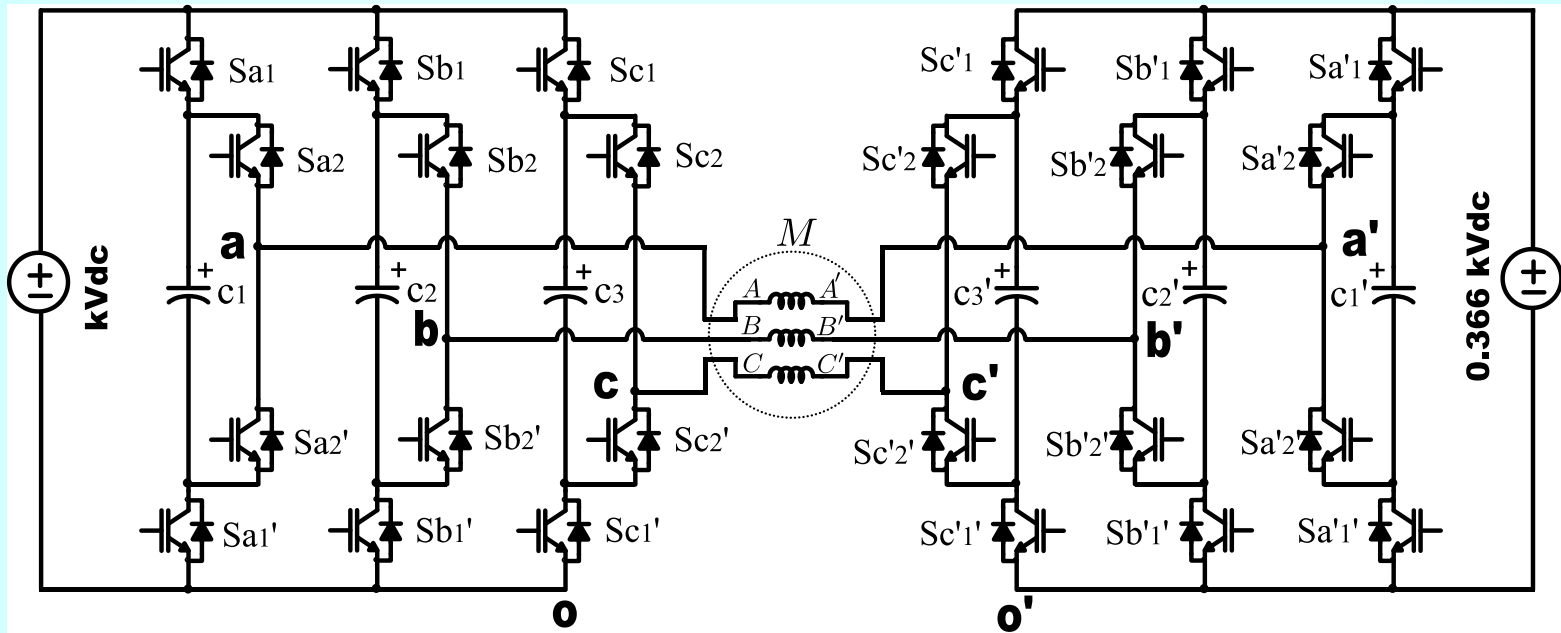 Sa1
Sb1
Sc1
Sc'1
Sb'1
Sa'1
Sa2
Sb2
Sc2
Sc'2
Sb'2
Sa'2
M
a
a'
kVdc
+
c1
+
c2
+
c3
A
A'
+
c3'
+
c2'
+
c1'
0.366 kVdc
b
B
B'
b'
c
C
C'
c'
Sa2'
Sb2'
Sc2'
Sc'2'
Sb'2'
Sa'2'
Sa1'
Sb1'
Sc1'
Sc'1'
Sb'1'
Sa'1'
o
o'